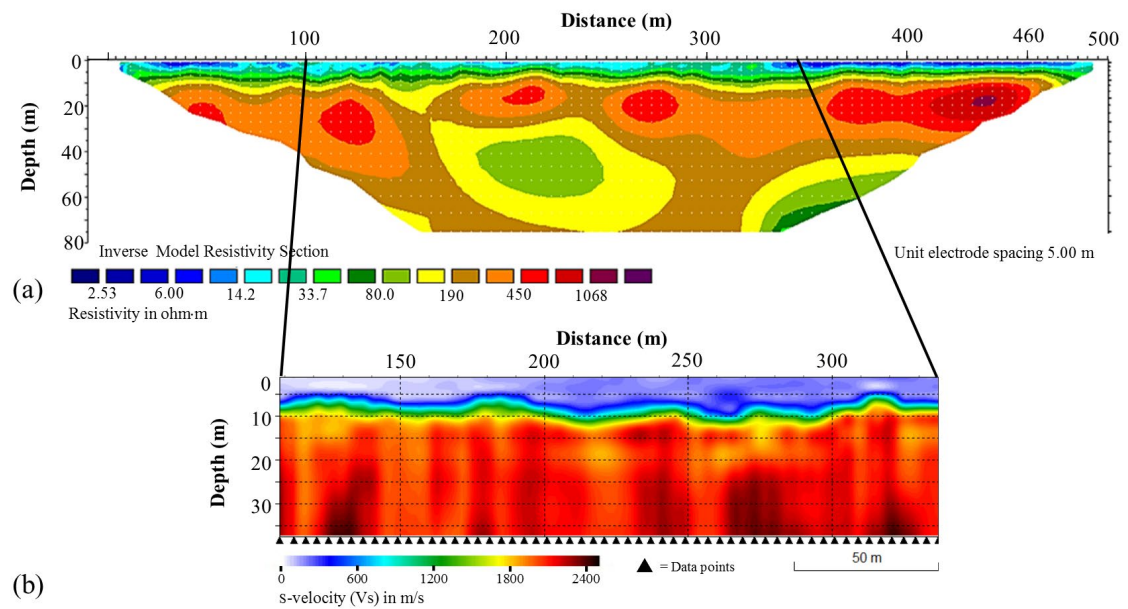 Distance (m)
100 200 300 400 460 500
0
20
40
60
80
Depth (m)
Inverse Model Resistivity Section
Unit electrode spacing 5.00 m
(a)
2.53 6.00 14.2 33.7 80.0 190 450 1068
Resistivity in ohm·m
Distance (m)
150 200 250 300
0
10
20
30
Depth (m)
50 m
(b)
0 600 1200 1800 2400
= Data points
s-velocity (Vs) in m/s